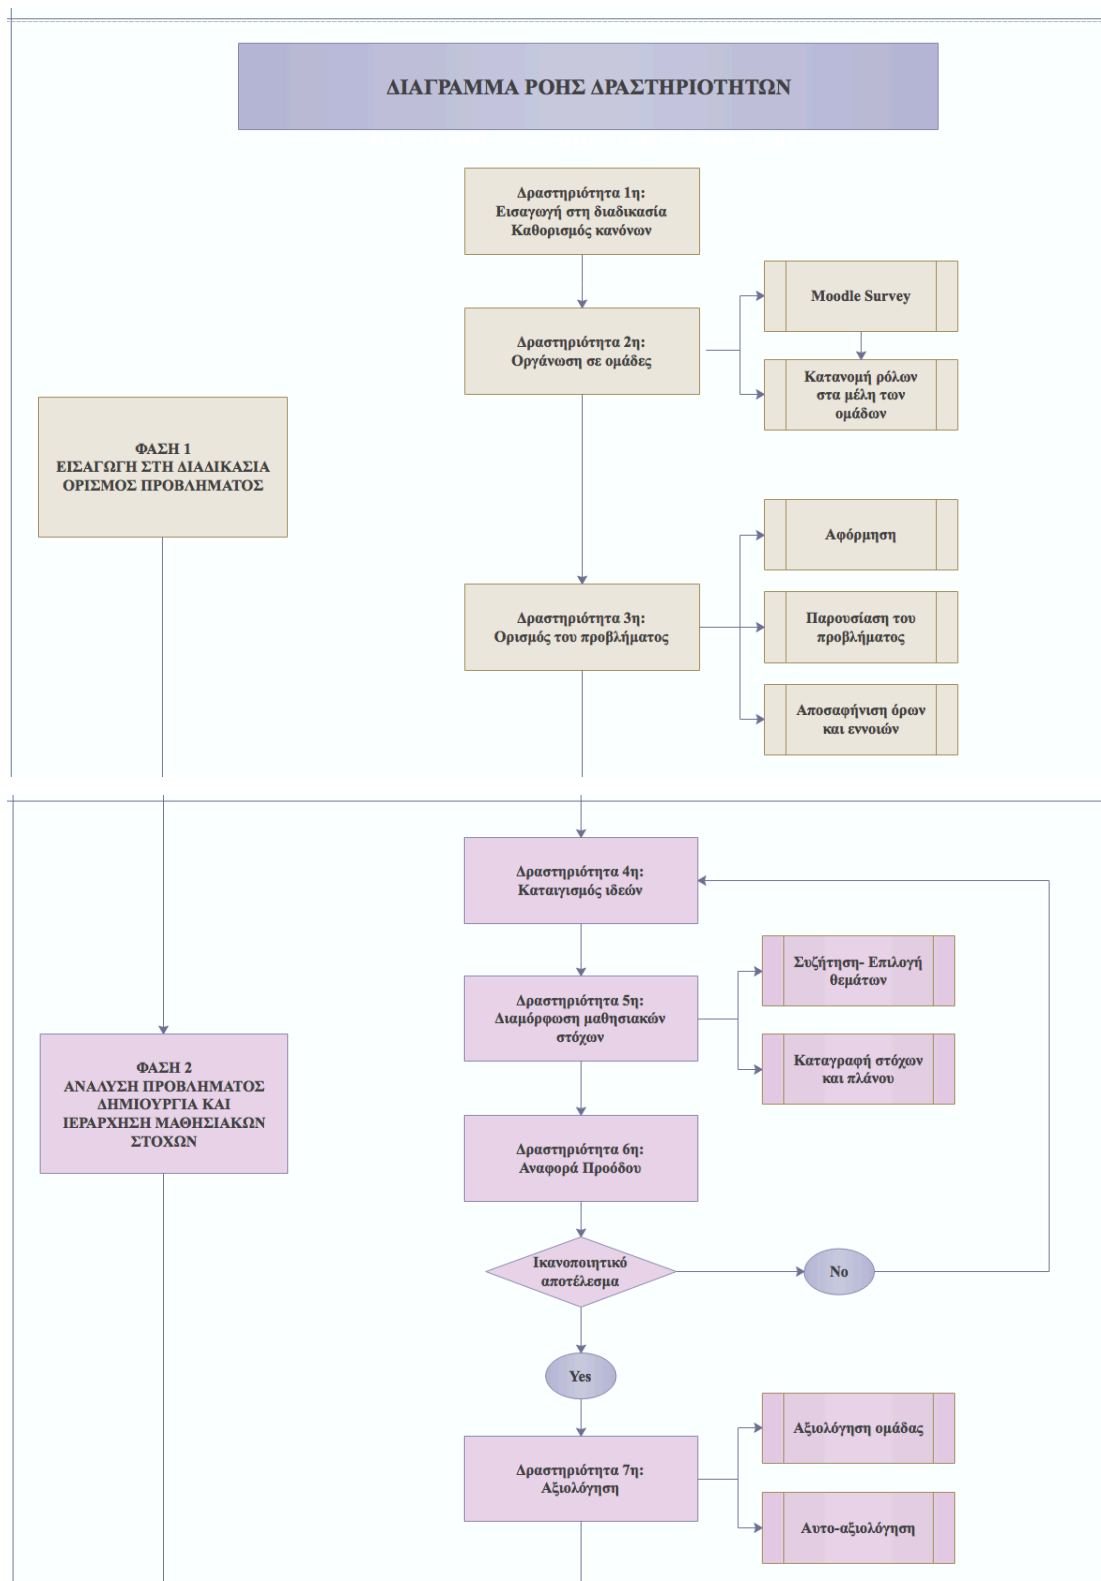 ΔΙΑΓΡΑΜΜΑ ΡΟΗΣ ΔΡΑΣΤΗΡΙΟΤΗΤΩΝ
Δραστηριότητα 1η:
Εισαγωγή στη διαδικασία
Καθορισμός κανόνων
Moodle Survey
Δραστηριότητα 2η:
Οργάνωση σε ομάδες
Κατανομή ρόλων
στα μέλη των
ομάδων
ΦΑΣΗ 1
ΕΙΣΑΓΩΓΗ ΣΤΗ ΔΙΑΔΙΚΑΣΙΑ
ΟΡΙΣΜΟΣ ΠΡΟΒΛΗΜΑΤΟΣ
Αφόρμηση
Δραστηριότητα 3η:
Ορισμός του προβλήματος
Παρουσίαση του
προβλήματος
Αποσαφήνιση όρων
και εννοιών
Δραστηριότητα 4η:
Καταιγισμός ιδεών
Συζήτηση- Επιλογή
θεμάτων
Δραστηριότητα 5η:
Διαμόρφωση μαθησιακών
στόχων
Καταγραφή στόχων
και πλάνου
ΦΑΣΗ 2
ΑΝΑΛΥΣΗ ΠΡΟΒΛΗΜΑΤΟΣ
ΔΗΜΙΟΥΡΓΙΑ ΚΑΙ
ΙΕΡΑΡΧΗΣΗ ΜΑΘΗΣΙΑΚΩΝ
ΣΤΟΧΩΝ
Δραστηριότητα 6η:
Αναφορά Προόδου
Ικανοποιητικό
αποτέλεσμα
No
Yes
Δραστηριότητα 7η:
Αξιολόγηση
Αξιολόγηση ομάδας
Αυτο-αξιολόγηση